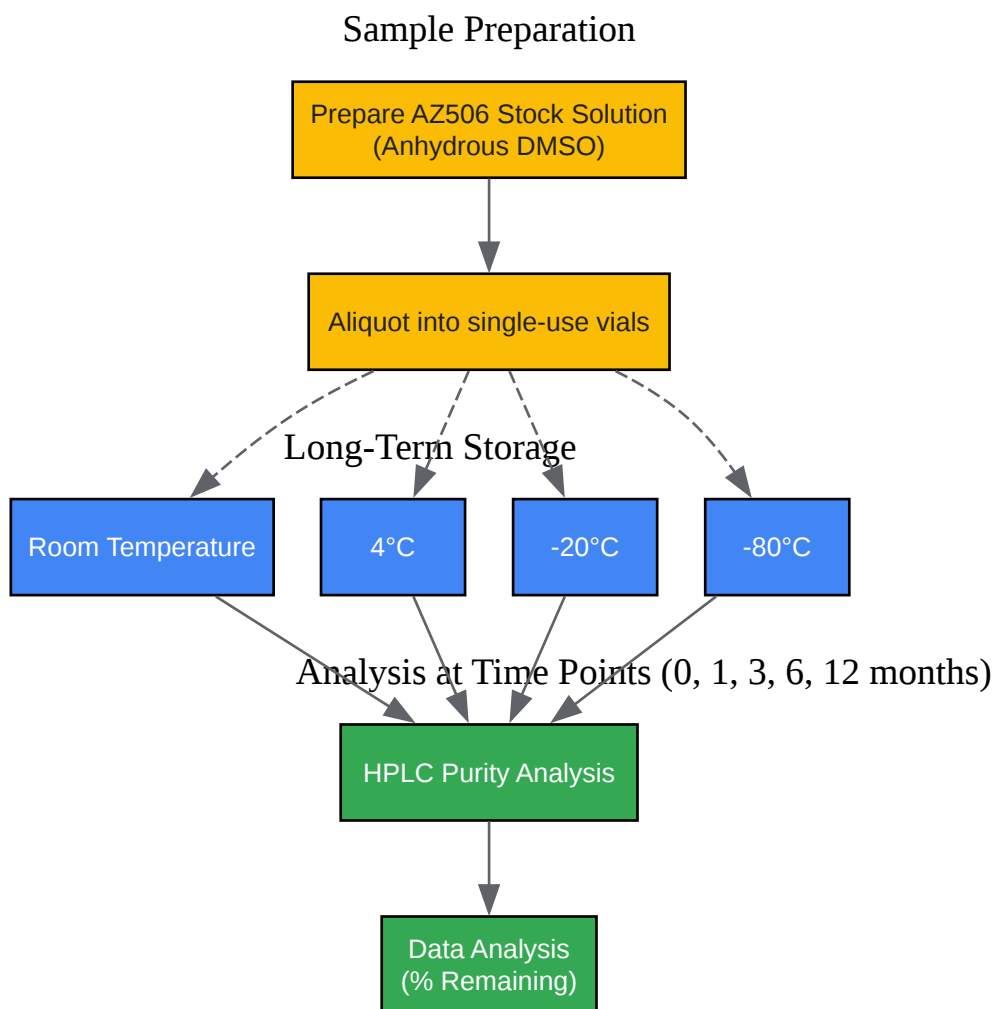 Sample Preparation
Prepare AZ506 Stock Solution
(Anhydrous DMSO)
Aliquot into single-use vials
Long-Term Storage
Room Temperature
4°C
-20°C
-80°C
Analysis at Time Points (0, 1, 3, 6, 12 months)
HPLC Purity Analysis
Data Analysis
(% Remaining)